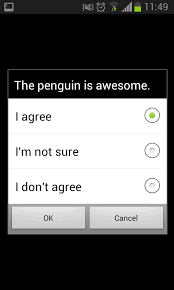 11:49
The penguin is awesome.
I agree
I'm not sure
I don't agree
OK
Cancel